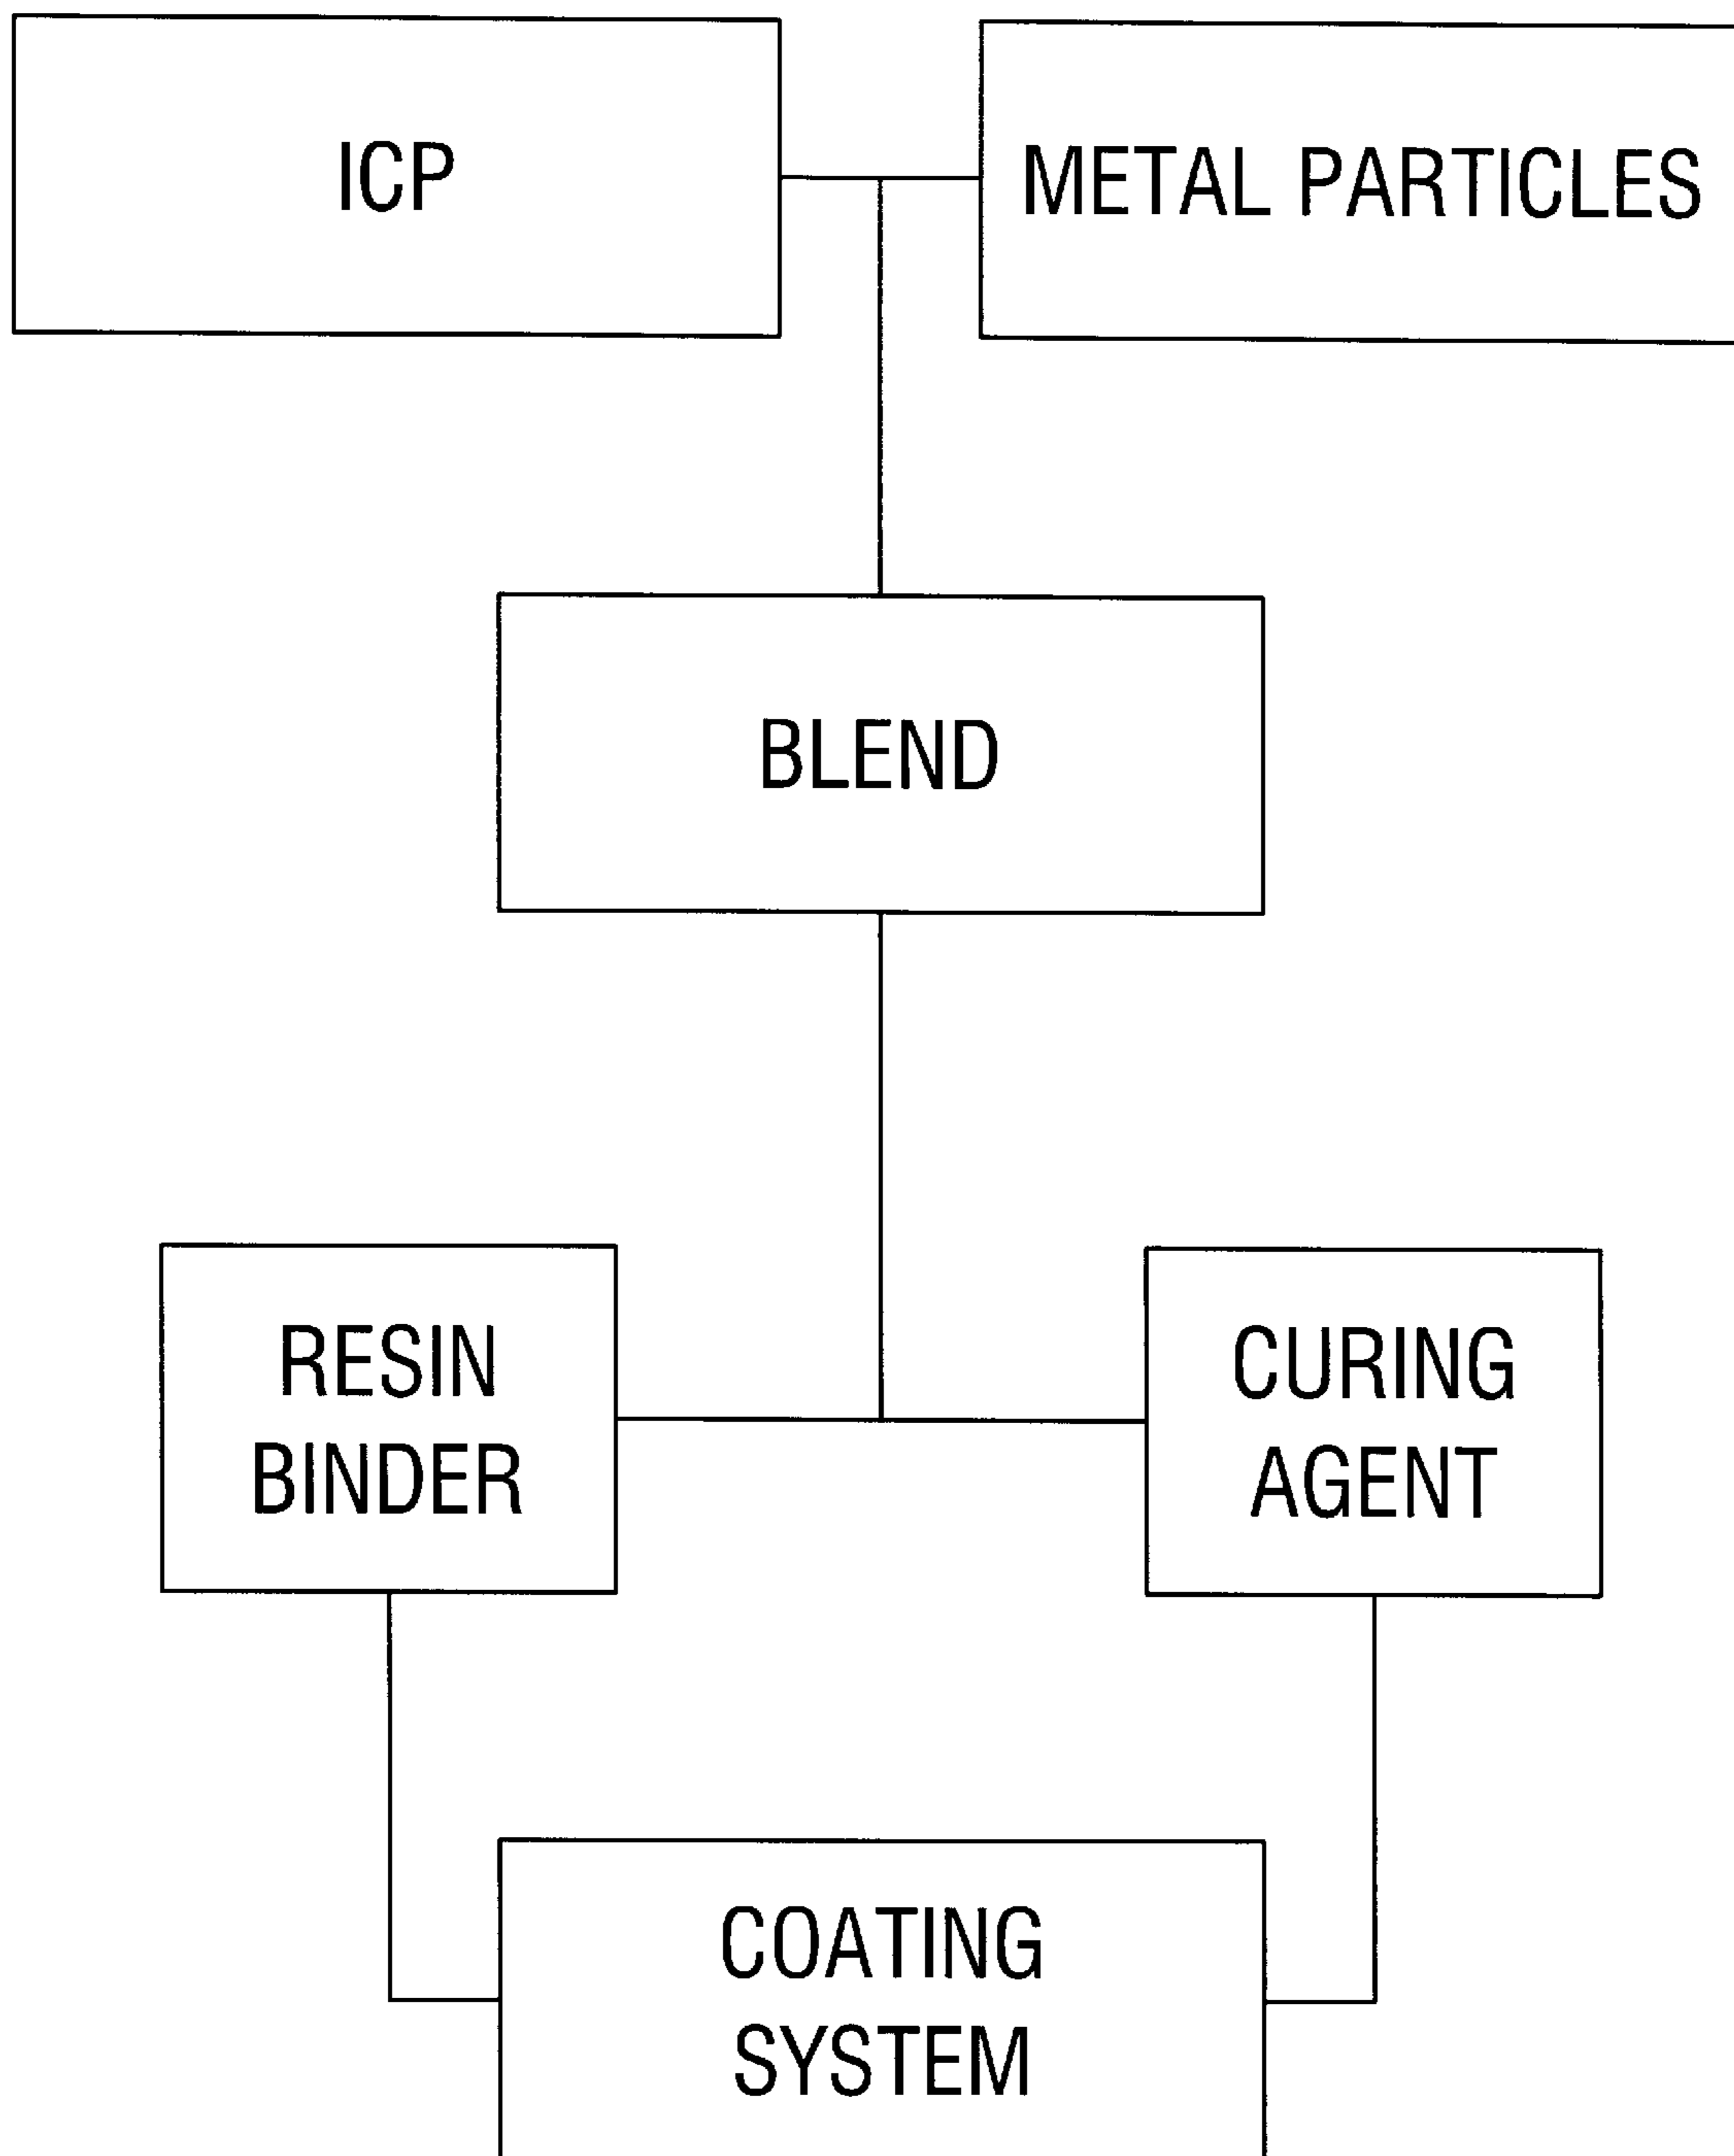 ICP
METAL PARTICLES
BLEND
RESIN
BINDER
CURING
AGENT
COATING
SYSTEM